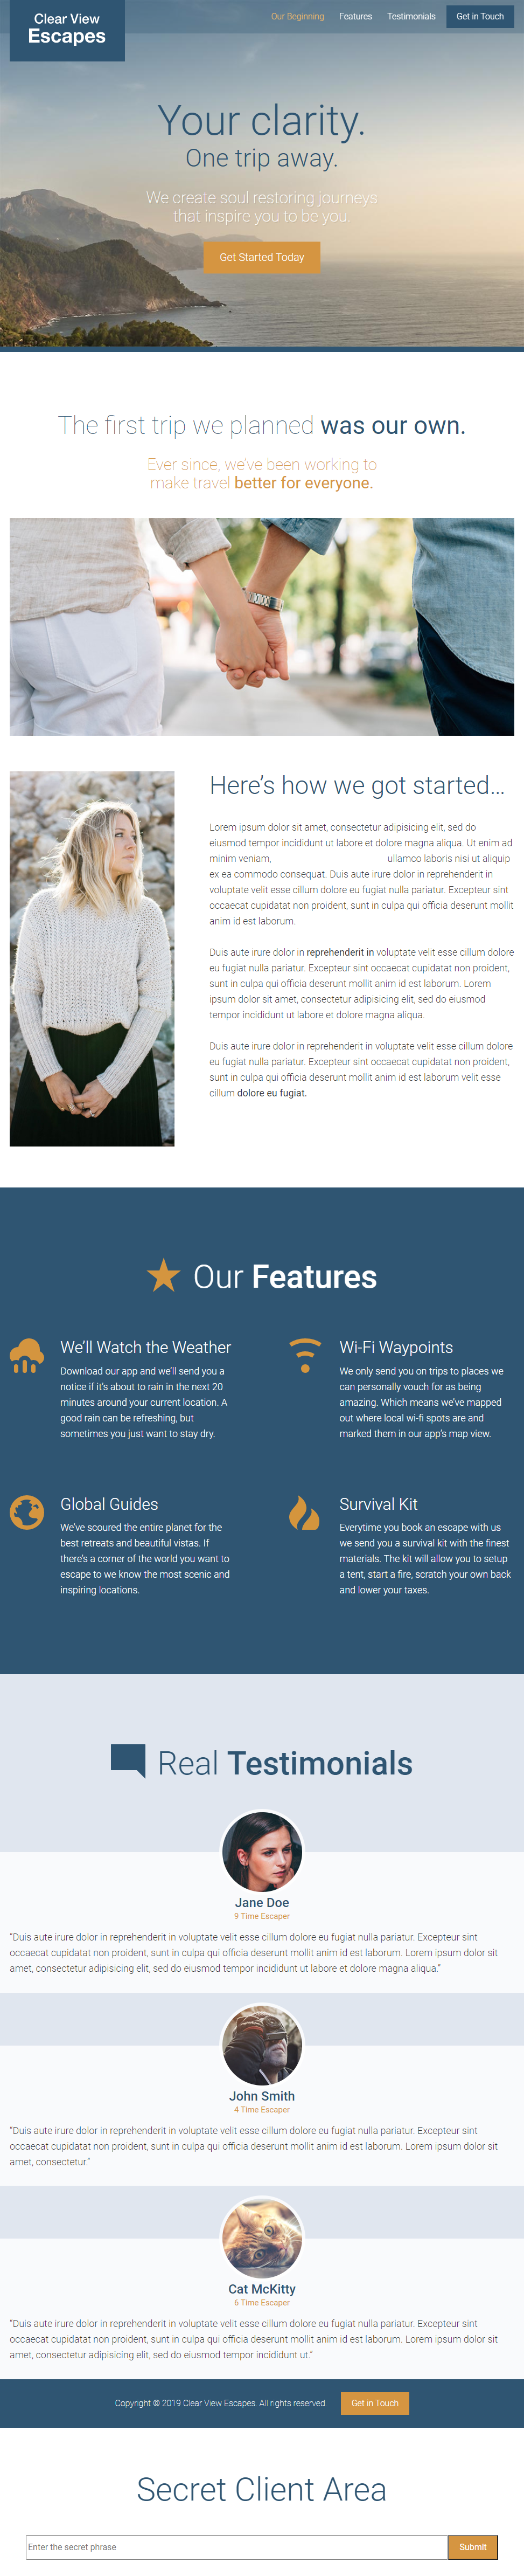 Clear View
Escapes
Our Beginning Features Testimonials Get in Touch
Your clarity.
One trip away.
We create soul restoring journeys
that inspire you to be you.
Get Started Today
The first trip we planned was our own.
Ever since, we've been working to
make travel better for everyone.
Here's how we got started...
Lorem ipsum dolor sit amet, consectetur adipisicing elit, sed do
eiusmod tempor incididunt ut labore et dolore magna aliqua. Ut enim ad
minim veniam, ullamco laboris nisi ut aliquip
ex ea commodo consequat. Duis aute irure dolor in reprehenderit in
voluptate velit esse cillum dolore eu fugiat nulla pariatur. Excepteur sint
occaecat cupidatat non proident, sunt in culpa qui officia deserunt mollit
anim id est laborum.
Duis aute irure dolor in reprehenderit in voluptate velit esse cillum dolore
eu fugiat nulla pariatur. Excepteur sint occaecat cupidatat non proident,
sunt in culpa qui officia deserunt mollit anim id est laborum. Lorem
ipsum dolor sit amet, consectetur adipisicing elit, sed do eiusmod
tempor incididunt ut labore et dolore magna aliqua.
Duis aute irure dolor in reprehenderit in voluptate velit esse cillum dolore
eu fugiat nulla pariatur. Excepteur sint occaecat cupidatat non proident,
sunt in culpa qui officia deserunt mollit anim id est laborum velit esse
cillum dolore eu fugiat.
Our Features
We'll Watch the Weather
Download our app and we'll send you a
notice if it's about to rain in the next 20
minutes around your current location. A
good rain can be refreshing, but
sometimes you just want to stay dry.
Wi-Fi Waypoints
We only send you on trips to places we
can personally vouch for as being
amazing. Which means we've mapped
out where local wi-fi spots are and
marked them in our app's map view.
Global Guides
We've scoured the entire planet for the
best retreats and beautiful vistas. If
there's a corner of the world you want to
escape to we know the most scenic and
inspiring locations.
Survival Kit
Everytime you book an escape with us
we send you a survival kit with the finest
materials. The kit will allow you to setup
a tent, start a fire, scratch your own back
and lower your taxes.
Real Testimonials
Jane Doe
9 Time Escaper
"Duis aute irure dolor in reprehenderit in voluptate velit esse cillum dolore eu fugiat nulla pariatur. Excepteur sint
occaecat cupidatat non proident, sunt in culpa qui officia deserunt mollit anim id est laborum. Lorem ipsum dolor sit
amet, consectetur adipisicing elit, sed do eiusmod tempor incididunt ut labore et dolore magna aliqua."
John Smith
4 Time Escaper
"Duis aute irure dolor in reprehenderit in voluptate velit esse cillum dolore eu fugiat nulla pariatur. Excepteur sint
occaecat cupidatat non proident, sunt in culpa qui officia deserunt mollit anim id est laborum. Lorem ipsum dolor sit
amet, consectetur."
Cat McKitty
6 Time Escaper
"Duis aute irure dolor in reprehenderit in voluptate velit esse cillum dolore eu fugiat nulla pariatur. Excepteur sint
occaecat cupidatat non proident, sunt in culpa qui officia deserunt mollit anim id est laborum. Lorem ipsum dolor sit
amet, consectetur adipisicing elit, sed do eiusmod tempor incididunt ut."
Copyright © 2019 Clear View Escapes. All rights reserved. Get in Touch
Secret Client Area
Enter the secret phrase Submit